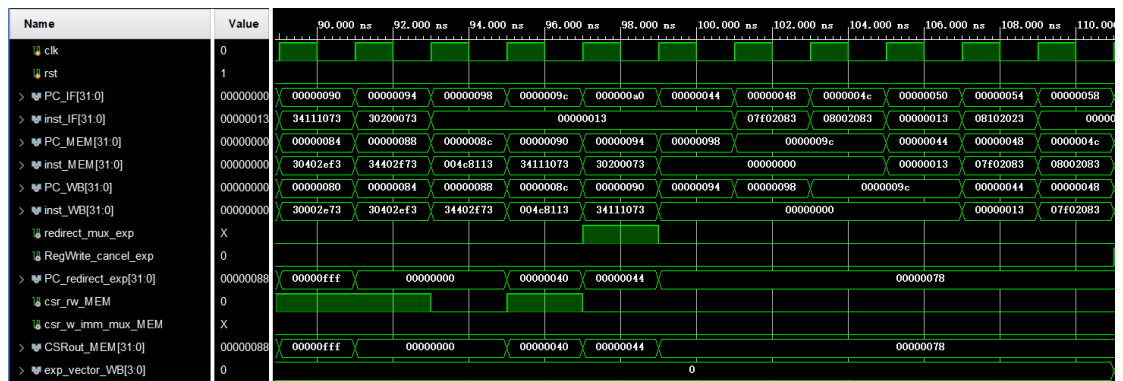 Name Value 90.000 ns 92.000 ns 94.000 ns 96.000 ns 98.000 ns 100.000 ns 102.000 ns 104.000 ns 106.000 ns 108.000 ns 110.00
clk 0
rst 1
PC_IF[31:0] 00000000 00000090 00000094 00000098 0000009c 000000a0 00000044 00000048 0000004c 00000050 00000054 00000058
inst_IF[31:0] 00000013 34111073 30200073 00000013 07f02083 08002083 00000013 08102023 0000
PC_MEM[31:0] 00000000 00000084 00000088 0000008c 00000090 00000094 00000098 0000009c 00000044 00000048 0000004c
inst_MEM[31:0] 00000000 30402ef3 34402f73 004c8113 34111073 30200073 00000000 00000013 07f02083 08002083
PC_WB[31:0] 00000000 00000080 00000084 00000088 0000008c 00000090 00000094 00000098 0000009c 00000044 00000048
inst_WB[31:0] 00000000 30002e73 30402ef3 34402f73 004c8113 34111073 00000000 00000013 07f02083
redirect_mux_exp X
RegWrite_cancel_exp 0
PC_redirect_exp[31:0] 00000088 00000fff 00000000 00000040 00000044 00000078
csr_rw_MEM 0
csr_w_imm_mux_MEM X
CSRout_MEM[31:0] 00000088 00000fff 00000000 00000040 00000044 00000078
exp_vector_WB[3:0] 0 0